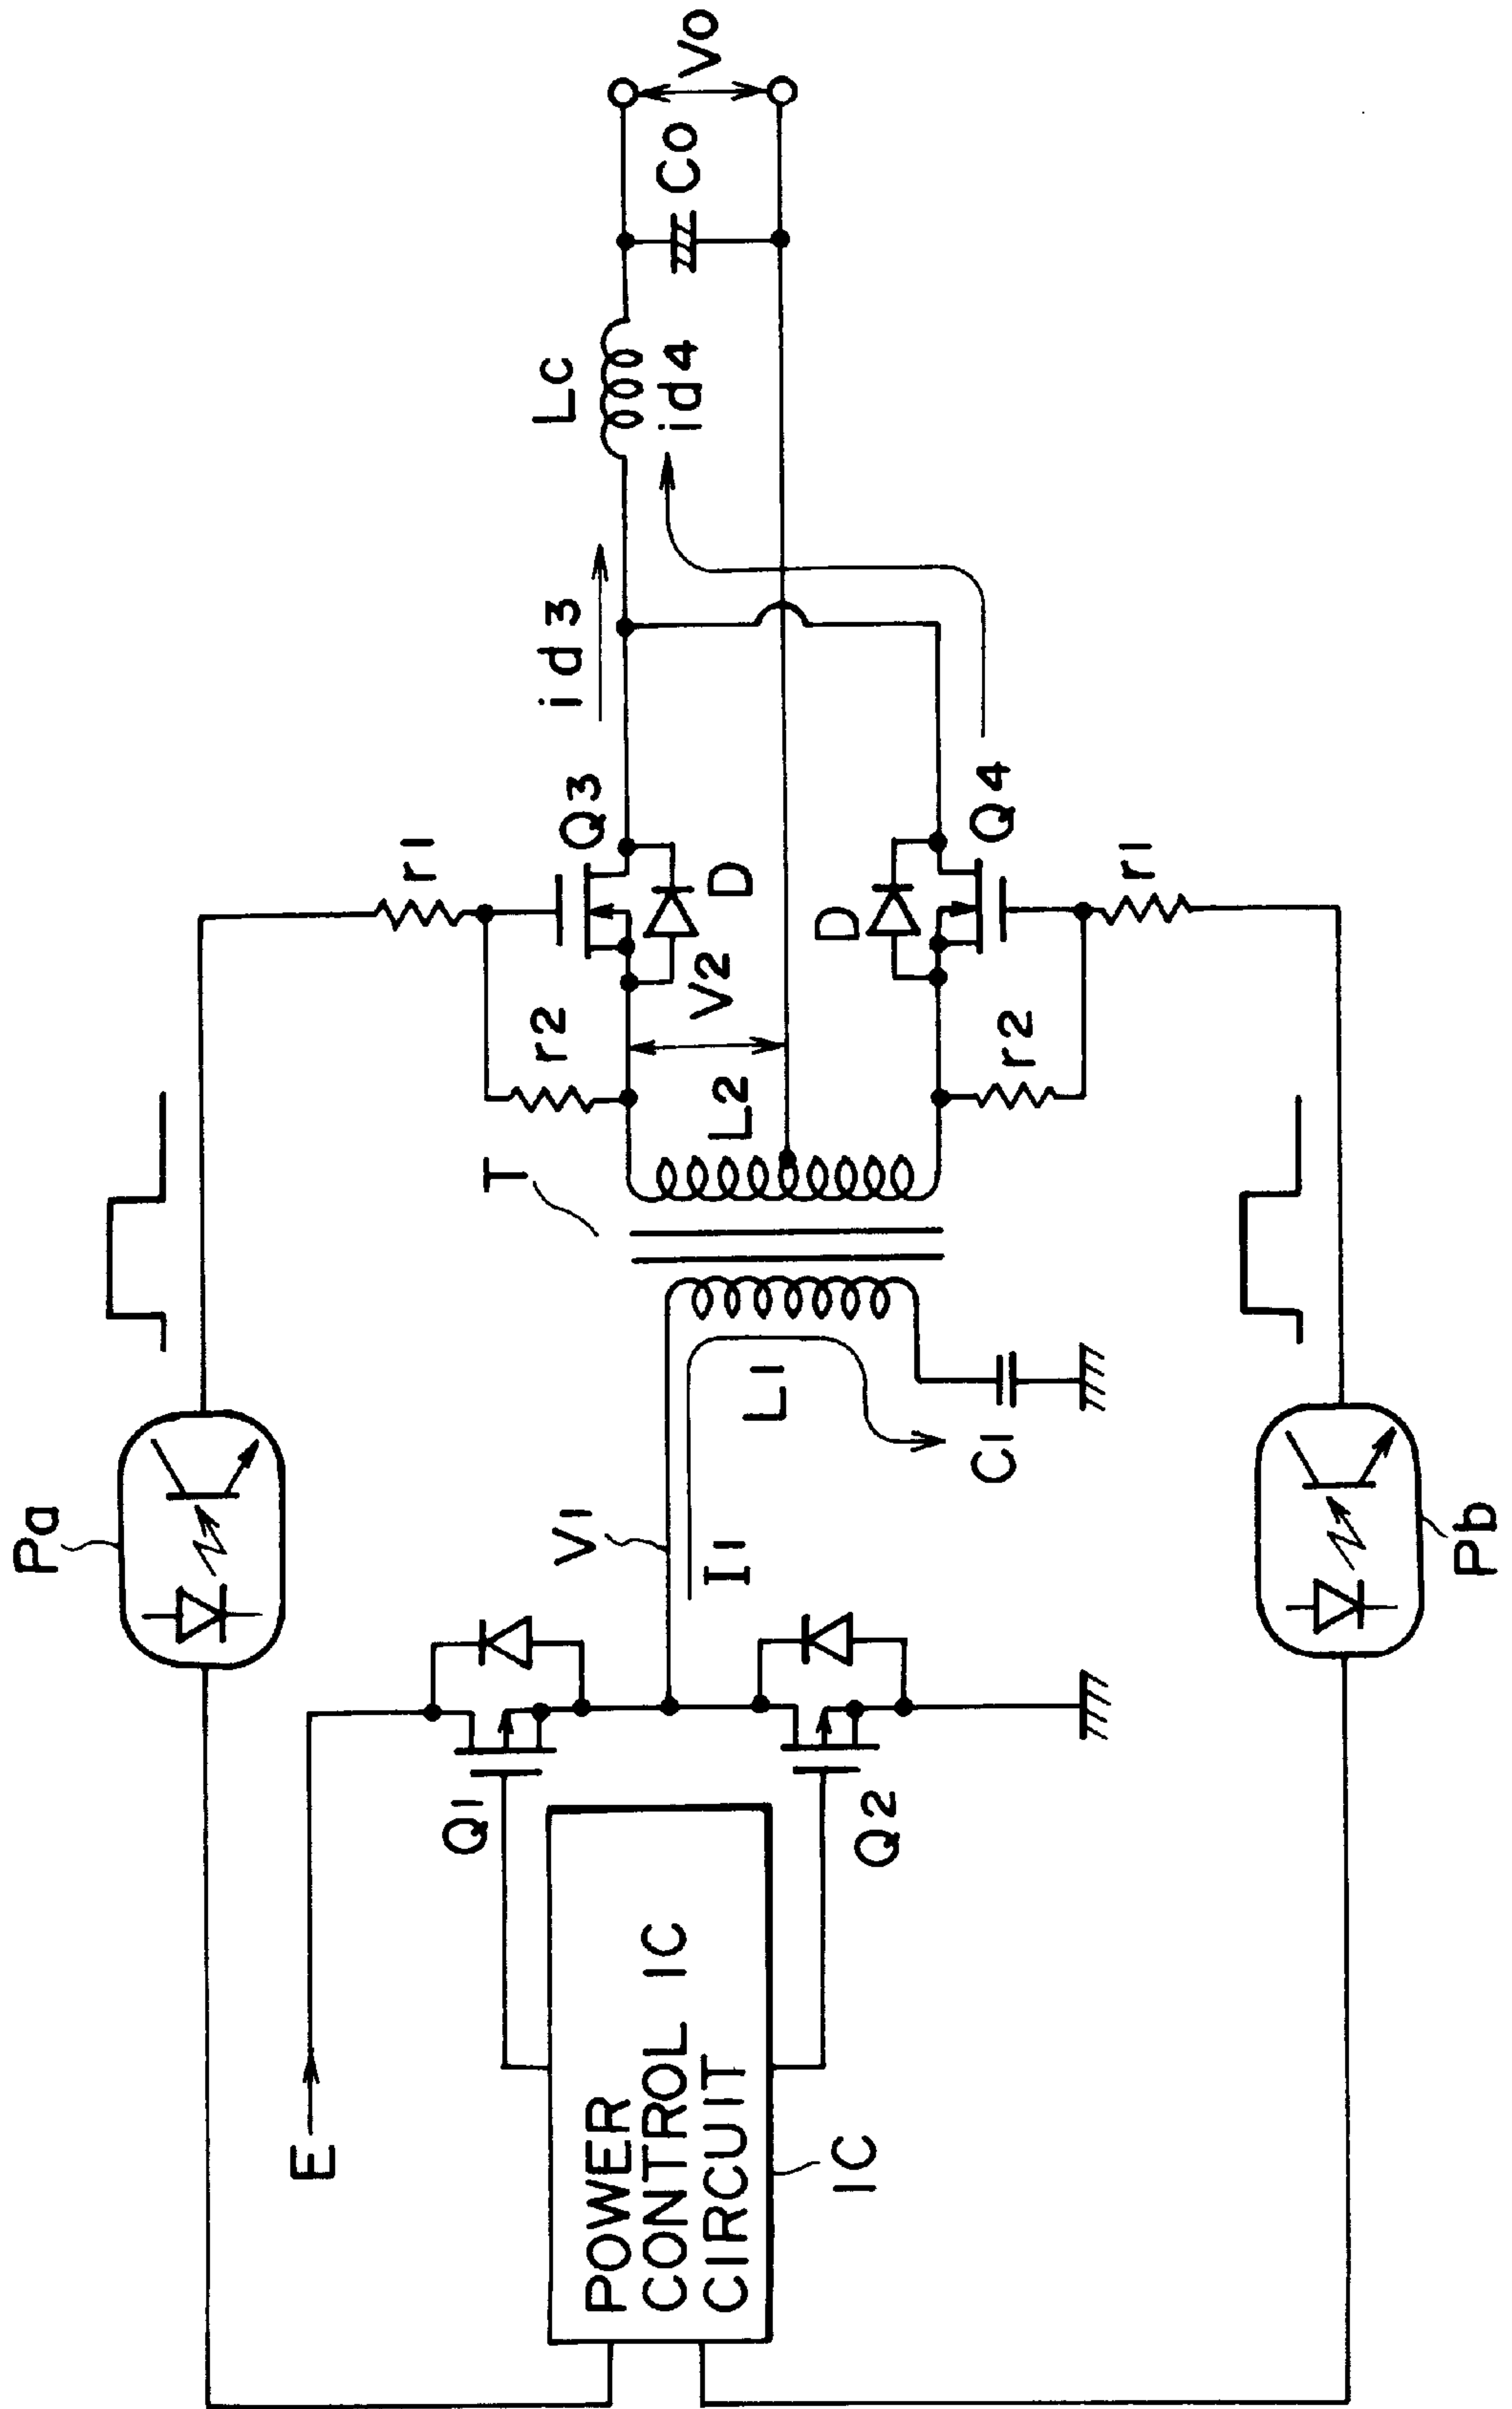 Pa
r1
E
Q1
V1
T
r2
Q3
id3
Lc
POWER
CONTROL IC
CIRCUIT
I1
L1
L2
V2
D
id4
Co
Vo
IC
Q2
C1
D
r2
Q4
r1
Pb